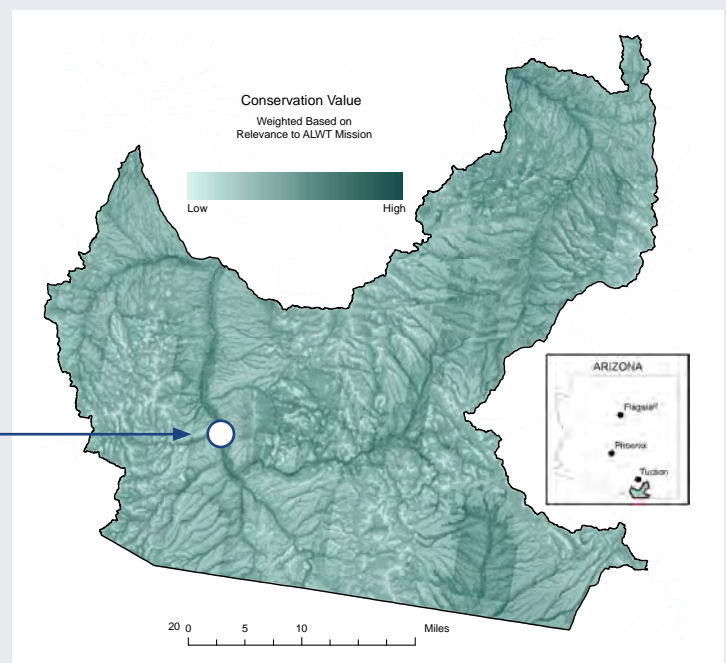 Conservation Value
Weighted Based on
Relevance to ALWT Mission
Low High
ARIZONA
Flagstaff
Phoenix
Tucson
20 0 5 10 Miles